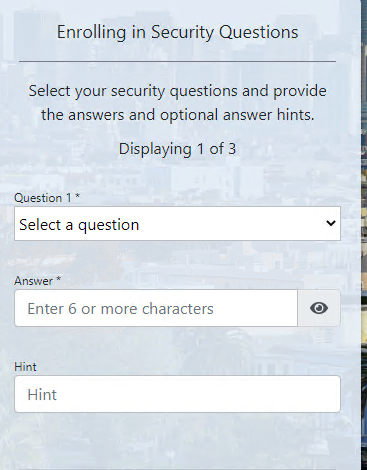 Enrolling in Security Questions
Select your security questions and provide
the answers and optional answer hints.
Displaying 1 of 3
Question 1 *
Select a question
Answer *
Enter 6 or more characters
Hint
Hint